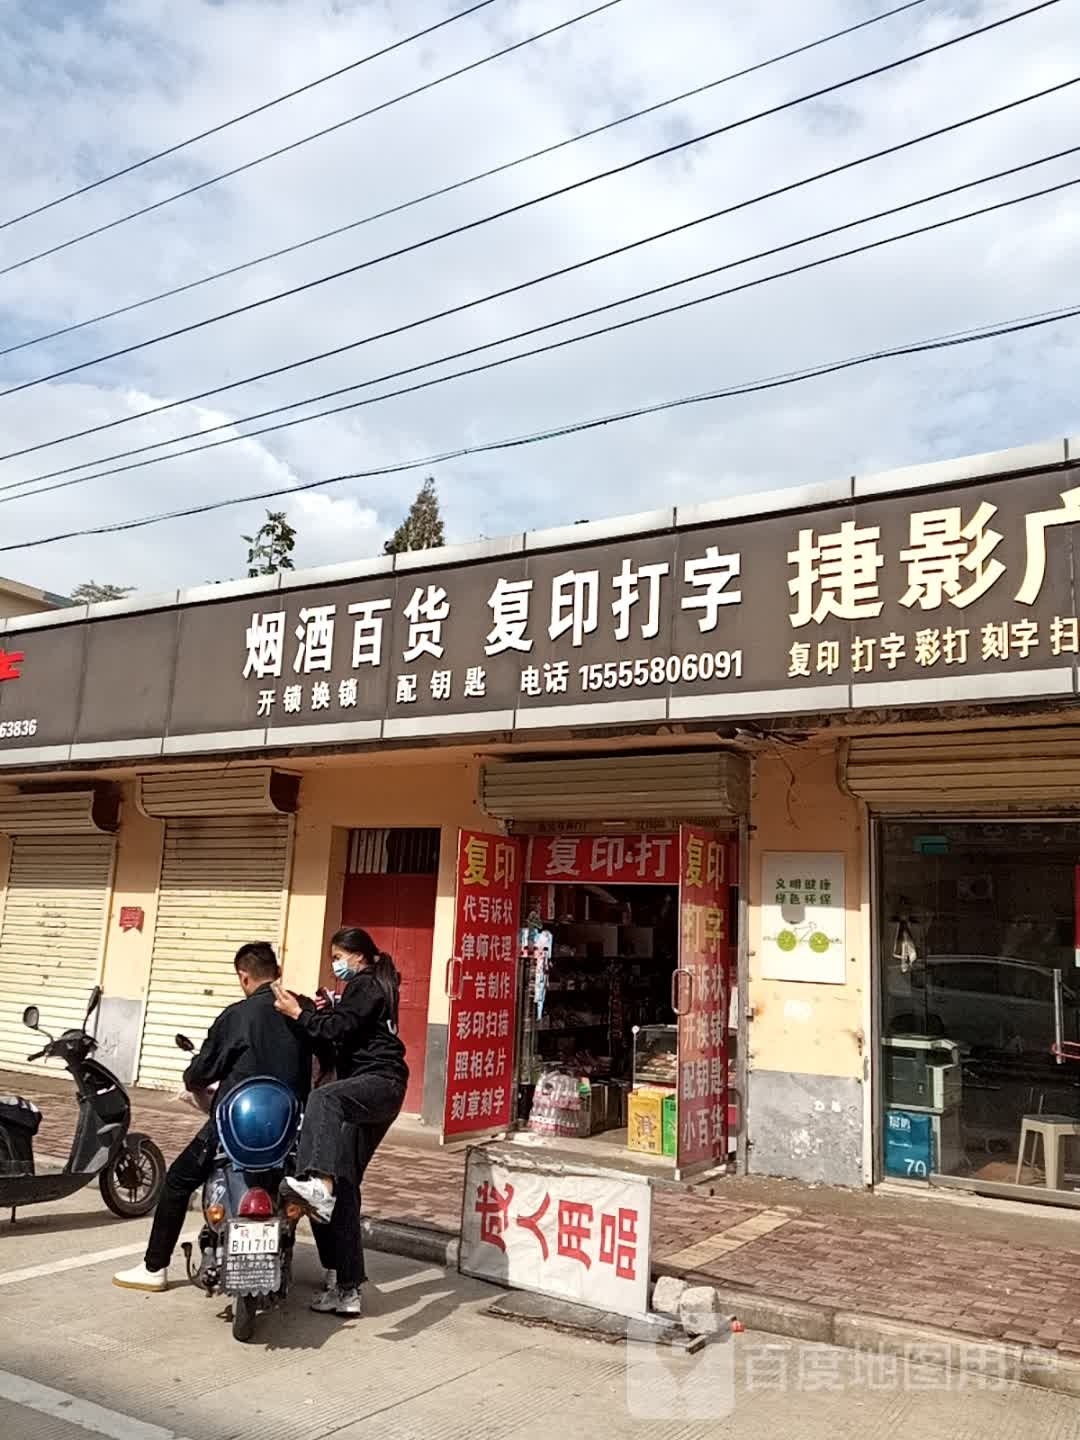 烟酒百货 复印打字
开锁换锁 配钥匙 电话 15555806091
捷影广
复印 打字 彩打 刻字 扫
63836
复印
代写诉状
律师代理
广告制作
彩印扫描
照相名片
刻章刻字
复印·打
复印
打字
诉状
开换锁
配钥匙
小百货
文明健康
绿色环保
成人用品
皖 K
B11710
70
百度地图用户